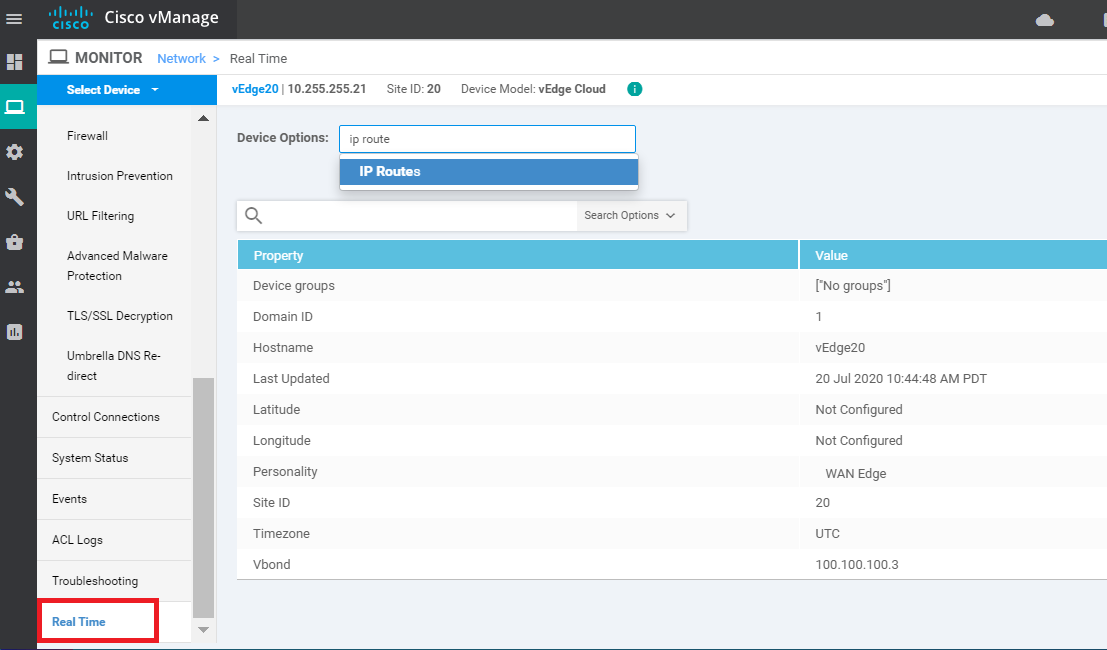 CISCO Cisco vManage
MONITOR Network > Real Time
Select Device
vEdge20 | 10.255.255.21 Site ID: 20 Device Model: vEdge Cloud i
Firewall
Intrusion Prevention
URL Filtering
Advanced Malware
Protection
TLS/SSL Decryption
Umbrella DNS Re-
direct
Control Connections
System Status
Events
ACL Logs
Troubleshooting
Real Time
Device Options: ip route
IP Routes
Search Options
Property Value
Device groups ["No groups"]
Domain ID 1
Hostname vEdge20
Last Updated 20 Jul 2020 10:44:48 AM PDT
Latitude Not Configured
Longitude Not Configured
Personality WAN Edge
Site ID 20
Timezone UTC
Vbond 100.100.100.3